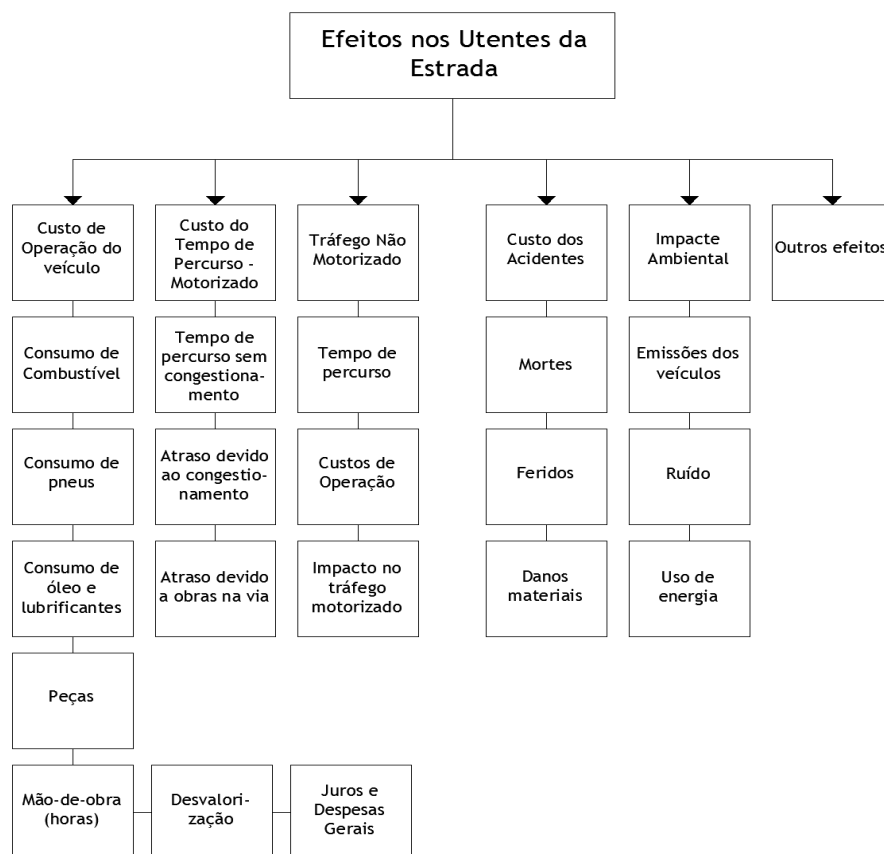 Efeitos nos Utentes da
Estrada
Custo de
Operação do
veículo
Custo do
Tempo de
Percurso -
Motorizado
Tráfego Não
Motorizado
Custo dos
Acidentes
Impacte
Ambiental
Outros efeitos
Consumo de
Combustível
Tempo de
percurso sem
congestiona-
mento
Tempo de
percurso
Mortes
Emissões dos
veículos
Consumo de
pneus
Atraso devido
ao congestio-
namento
Custos de
Operação
Feridos
Ruído
Consumo de
óleo e
lubrificantes
Atraso devido
a obras na via
Impacto no
tráfego
motorizado
Danos
materiais
Uso de
energia
Peças
Mão-de-obra
(horas)
Desvalori-
zação
Juros e
Despesas
Gerais